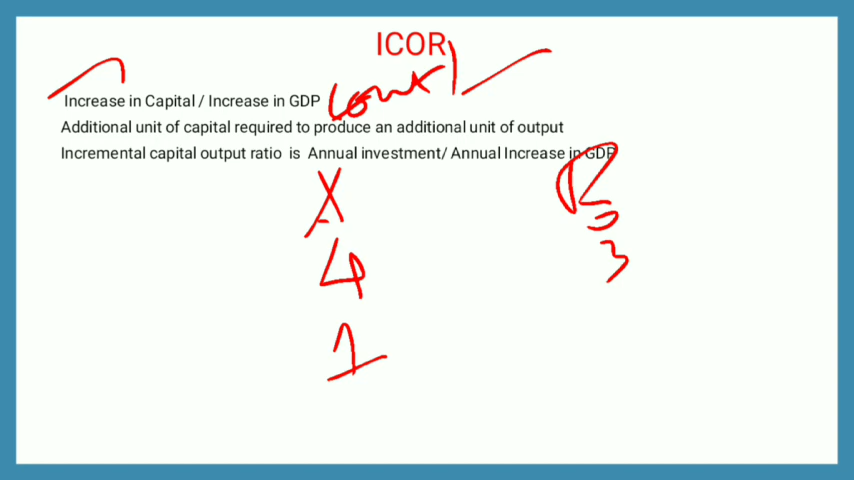 ICOR
Increase in Capital / Increase in GDP
Additional unit of capital required to produce an additional unit of output
Incremental capital output ratio is Annual investment/ Annual Increase in GDP
X
4
1
3